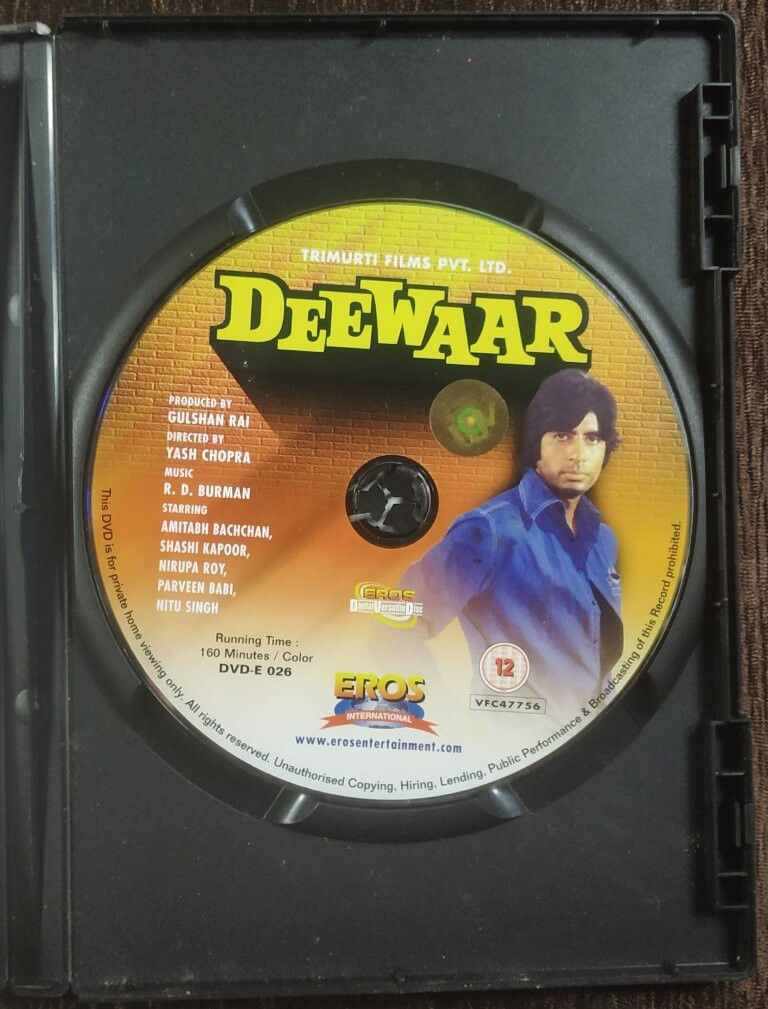 TRIMURTI FILMS PVT. LTD.
DEEWAAR
PRODUCED BY
GULSHAN RAI
DIRECTED BY
YASH CHOPRA
MUSIC
R. D. BURMAN
STARRING
AMITABH BACHCHAN,
SHASHI KAPOOR,
NIRUPA ROY,
PARVEEN BABI,
NITU SINGH
EROS
Digital Versatile Disc
Running Time :
160 Minutes / Color
DVD-E 026
12
VFC47756
EROS
INTERNATIONAL
www.erosentertainment.com
This DVD is for private home viewing only. All rights reserved. Unauthorised Copying, Hiring, Lending, Public Performance & Broadcasting of this Record prohibited.